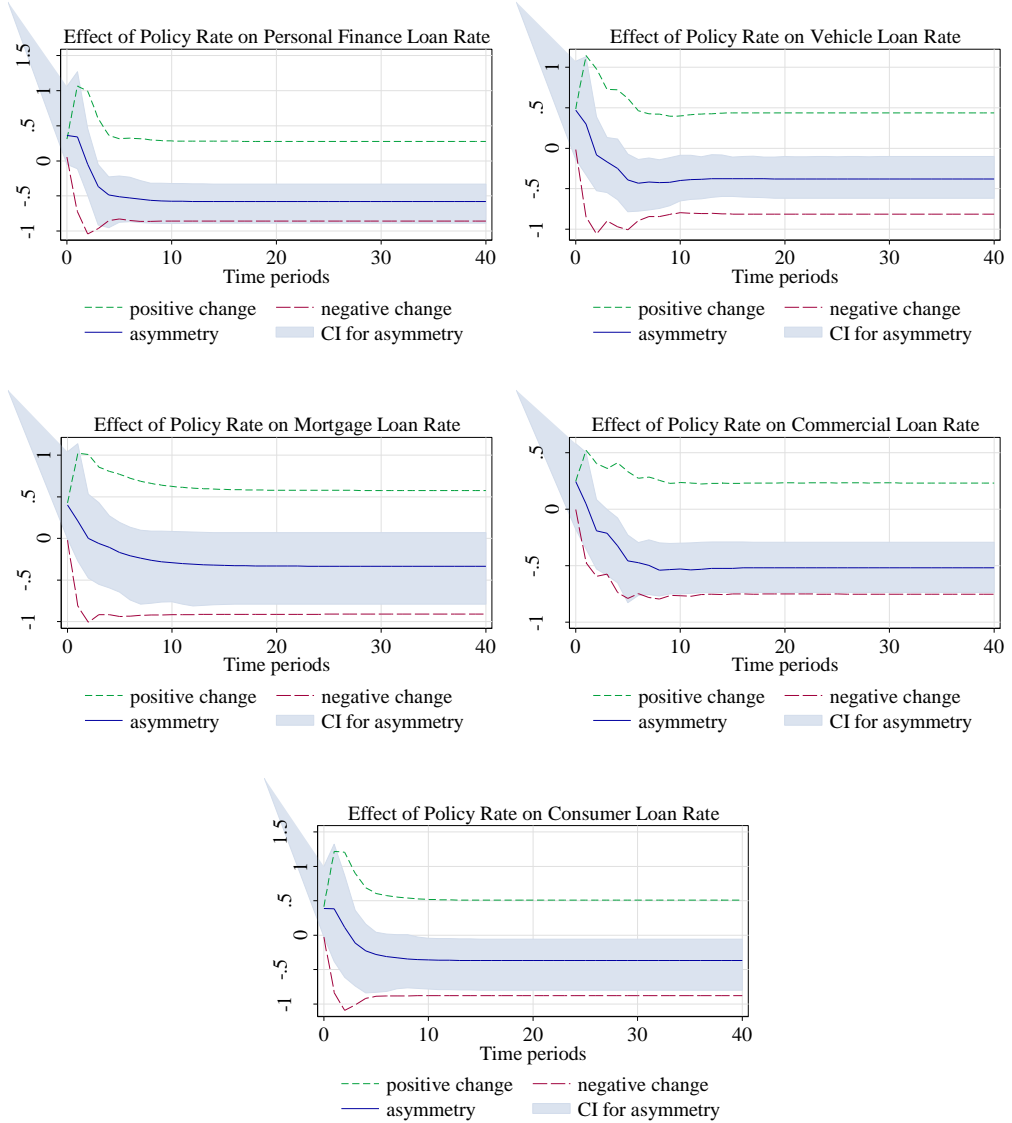 Effect of Policy Rate on Personal Finance Loan Rate
1.5
1
.5
0
-.5
-1
0 10 20 30 40
Time periods
positive change negative change
asymmetry CI for asymmetry
Effect of Policy Rate on Vehicle Loan Rate
1
.5
0
-.5
-1
0 10 20 30 40
Time periods
positive change negative change
asymmetry CI for asymmetry
Effect of Policy Rate on Mortgage Loan Rate
1
.5
0
-.5
-1
0 10 20 30 40
Time periods
positive change negative change
asymmetry CI for asymmetry
Effect of Policy Rate on Commercial Loan Rate
.5
0
-.5
-1
0 10 20 30 40
Time periods
positive change negative change
asymmetry CI for asymmetry
Effect of Policy Rate on Consumer Loan Rate
1.5
1
.5
0
-.5
-1
0 10 20 30 40
Time periods
positive change negative change
asymmetry CI for asymmetry